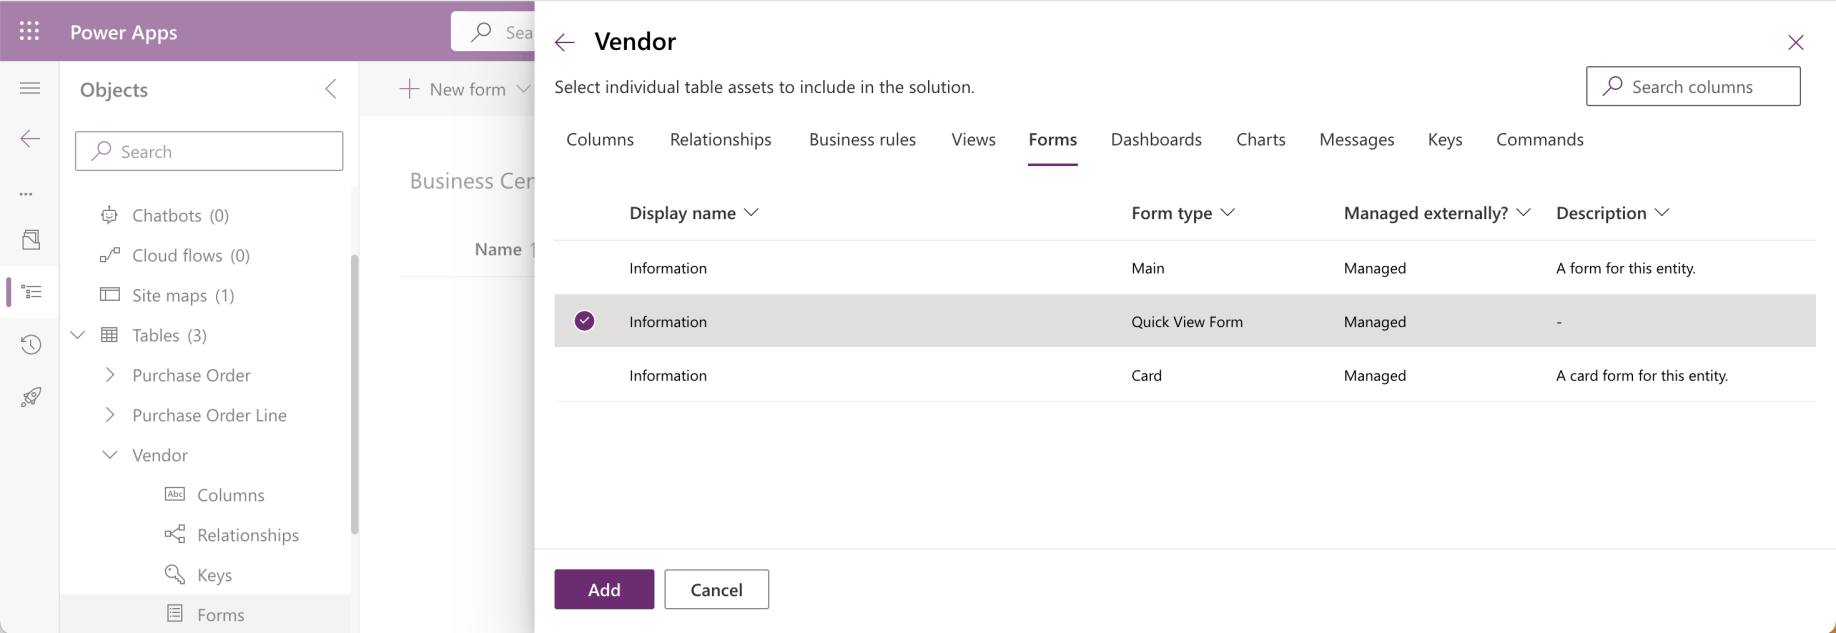 Power Apps
Sea
Objects
Search
Chatbots (0)
Cloud flows (0)
Site maps (1)
Tables (3)
Purchase Order
Purchase Order Line
Vendor
Abc Columns
Relationships
Keys
Forms
New form
Business Cen
Name
Vendor
Select individual table assets to include in the solution.
Search columns
Columns Relationships Business rules Views Forms Dashboards Charts Messages Keys Commands
Display name Form type Managed externally? Description
Information Main Managed A form for this entity.
Information Quick View Form Managed -
Information Card Managed A card form for this entity.
Add Cancel